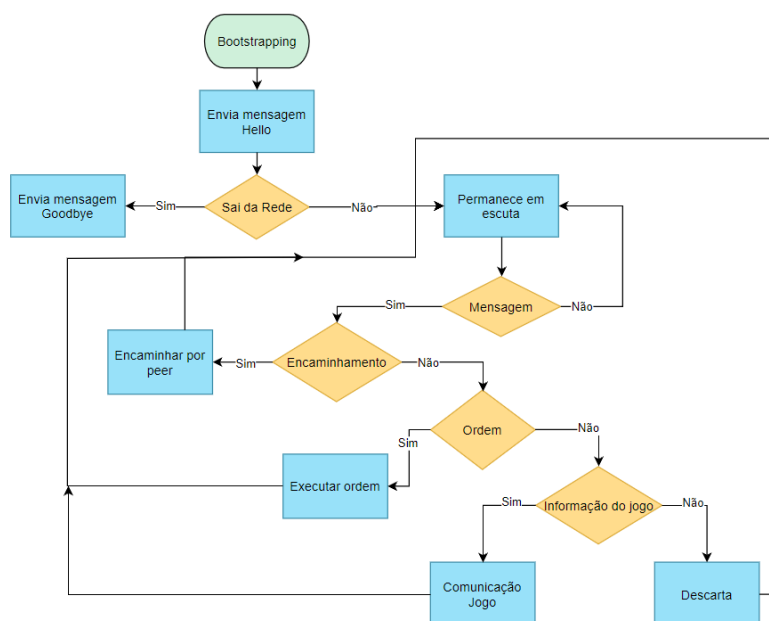 Bootstrapping
Envia mensagem
Hello
Envia mensagem
Goodbye
Sim
Sai da Rede
Não
Permanece em
escuta
Sim
Mensagem
Não
Encaminhar por
peer
Sim
Encaminhamento
Não
Ordem
Não
Sim
Executar ordem
Sim
Informação do jogo
Não
Comunicação
Jogo
Descarta